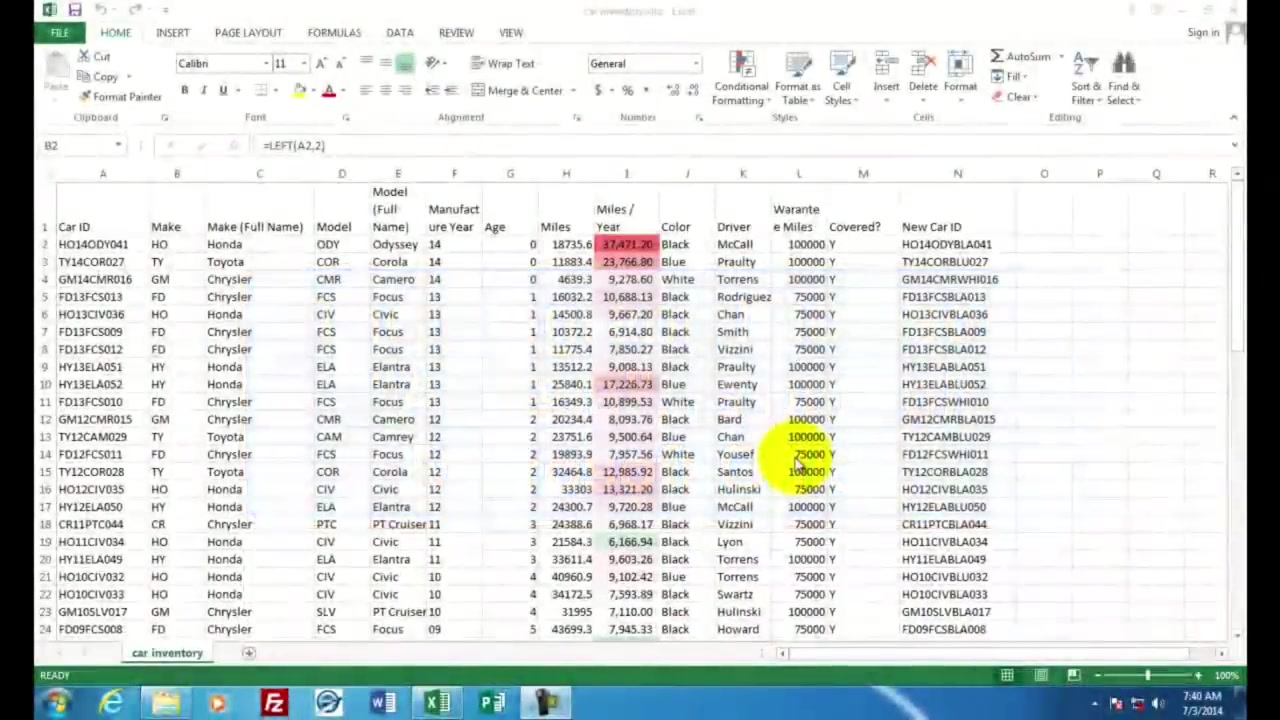 car inventory.xlsx - Excel
FILE HOME INSERT PAGE LAYOUT FORMULAS DATA REVIEW VIEW Sign in
Cut
Copy
Format Painter
Paste
Calibri 11
B I U
Wrap Text
Merge & Center
General
$ % ,
Conditional Formatting
Format as Table
Cell Styles
Insert Delete Format
AutoSum
Fill
Clear
Sort & Filter
Find & Select
Clipboard Font Alignment Number Styles Cells Editing
B2 =LEFT(A2,2)
A B C D E F G H I J K L M N O P Q R
1 Car ID Make Make (Full Name) Model Model (Full Name) Manufact ure Year Age Miles Miles / Year Color Driver Warante e Miles Covered? New Car ID
2 HO14ODY041 HO Honda ODY Odyssey 14 0 18735.6 37,471.20 Black McCall 100000 Y HO14ODYBLA041
3 TY14COR027 TY Toyota COR Corola 14 0 11883.4 23,766.80 Blue Praulty 100000 Y TY14CORBLU027
4 GM14CMR016 GM Chrysler CMR Camero 14 0 4639.3 9,278.60 White Torrens 100000 Y GM14CMRWHI016
5 FD13FCS013 FD Chrysler FCS Focus 13 1 16032.2 10,688.13 Black Rodriguez 75000 Y FD13FCSBLA013
6 HO13CIV036 HO Honda CIV Civic 13 1 14500.8 9,667.20 Black Chan 75000 Y HO13CIVBLA036
7 FD13FCS009 FD Chrysler FCS Focus 13 1 10372.2 6,914.80 Black Smith 75000 Y FD13FCSBLA009
8 FD13FCS012 FD Chrysler FCS Focus 13 1 11775.4 7,850.27 Black Vizzini 75000 Y FD13FCSBLA012
9 HY13ELA051 HY Honda ELA Elantra 13 1 13512.2 9,008.13 Black Praulty 100000 Y HY13ELABLA051
10 HY13ELA052 HY Honda ELA Elantra 13 1 25840.1 17,226.73 Blue Ewenty 100000 Y HY13ELABLU052
11 FD13FCS010 FD Chrysler FCS Focus 13 1 16349.3 10,899.53 White Praulty 75000 Y FD13FCSWHI010
12 GM12CMR015 GM Chrysler CMR Camero 12 2 20234.4 8,093.76 Black Bard 100000 Y GM12CMRBLA015
13 TY12CAM029 TY Toyota CAM Camrey 12 2 23751.6 9,500.64 Blue Chan 100000 Y TY12CAMBLU029
14 FD12FCS011 FD Chrysler FCS Focus 12 2 19893.9 7,957.56 White Yousef 75000 Y FD12FCSWHI011
15 TY12COR028 TY Toyota COR Corola 12 2 32464.8 12,985.92 Black Santos 100000 Y TY12CORBLA028
16 HO12CIV035 HO Honda CIV Civic 12 2 33303 13,321.20 Black Hulinski 75000 Y HO12CIVBLA035
17 HY12ELA050 HY Honda ELA Elantra 12 2 24300.7 9,720.28 Blue McCall 100000 Y HY12ELABLU050
18 CR11PTC044 CR Chrysler PTC PT Cruiser 11 3 24388.6 6,968.17 Black Vizzini 75000 Y CR11PTCBLA044
19 HO11CIV034 HO Honda CIV Civic 11 3 21584.3 6,166.94 Black Lyon 75000 Y HO11CIVBLA034
20 HY11ELA049 HY Honda ELA Elantra 11 3 33611.4 9,603.26 Black Torrens 100000 Y HY11ELABLA049
21 HO10CIV032 HO Honda CIV Civic 10 4 40960.9 9,102.42 Blue Torrens 75000 Y HO10CIVBLU032
22 HO10CIV033 HO Honda CIV Civic 10 4 34172.5 7,593.89 Black Swartz 75000 Y HO10CIVBLA033
23 GM10SLV017 GM Chrysler SLV PT Cruiser 10 4 31995 7,110.00 Black Hulinski 100000 Y GM10SLVBLA017
24 FD09FCS008 FD Chrysler FCS Focus 09 5 43699.3 7,945.33 Black Howard 75000 Y FD09FCSBLA008
car inventory
READY 100%
7:40 AM
7/3/2014